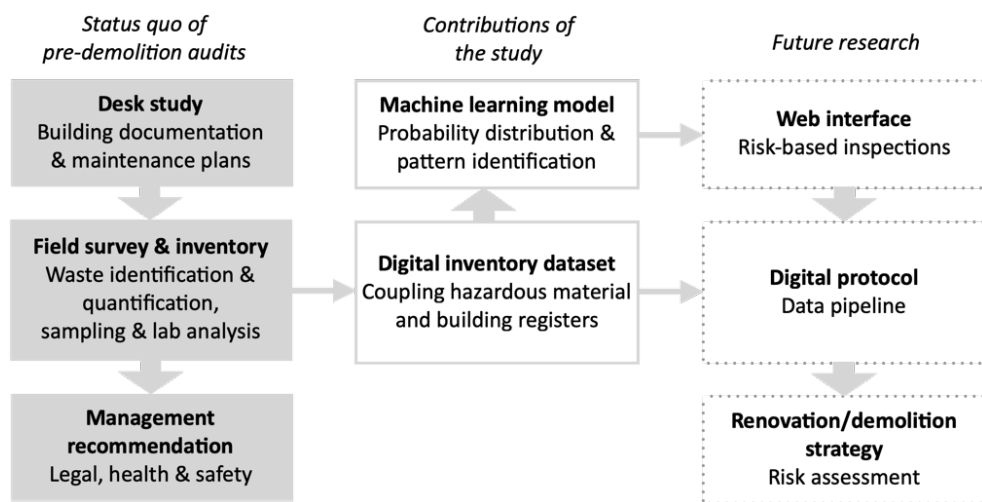 Status quo of
pre-demolition audits
Desk study
Building documentation
& maintenance plans
Field survey & inventory
Waste identification &
quantification,
sampling & lab analysis
Management
recommendation
Legal, health & safety
Contributions of
the study
Machine learning model
Probability distribution &
pattern identification
Digital inventory dataset
Coupling hazardous material
and building registers
Future research
Web interface
Risk-based inspections
Digital protocol
Data pipeline
Renovation/demolition
strategy
Risk assessment